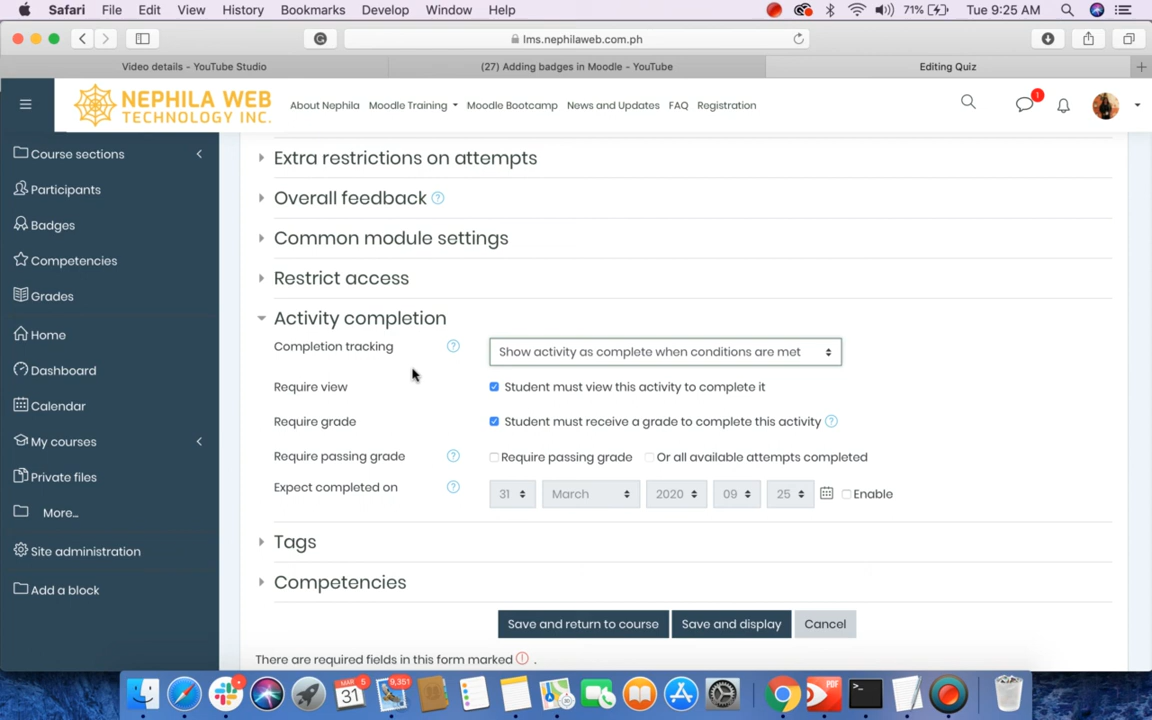 Safari File Edit View History Bookmarks Develop Window Help 71% Tue 9:25 AM
lms.nephilaweb.com.ph
Video details - YouTube Studio (27) Adding badges in Moodle - YouTube Editing Quiz
NEPHILA WEB
TECHNOLOGY INC.
About Nephila Moodle Training Moodle Bootcamp News and Updates FAQ Registration 1
Course sections
Participants
Badges
Competencies
Grades
Home
Dashboard
Calendar
My courses
Private files
More...
Site administration
Add a block
Extra restrictions on attempts
Overall feedback ?
Common module settings
Restrict access
Activity completion
Completion tracking ? Show activity as complete when conditions are met
Require view Student must view this activity to complete it
Require grade Student must receive a grade to complete this activity ?
Require passing grade ? Require passing grade Or all available attempts completed
Expect completed on ? 31 March 2020 09 25 Enable
Tags
Competencies
Save and return to course Save and display Cancel
There are required fields in this form marked ! .
MAR 31 5 9,351 PDF